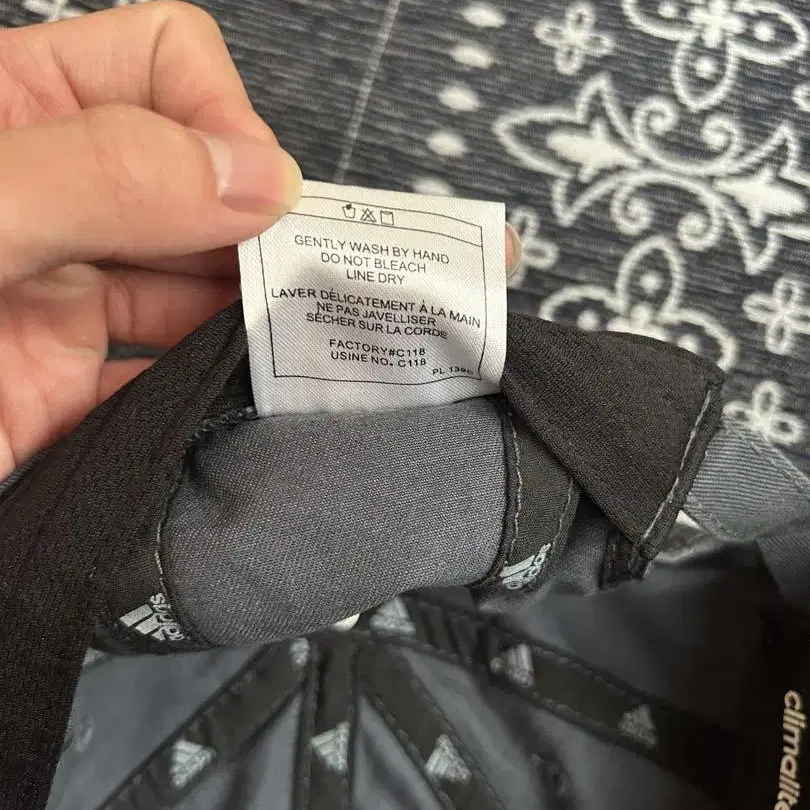 GENTLY WASH BY HAND
DO NOT BLEACH
LINE DRY
LAVER DÉLICATEMENT À LA MAIN
NE PAS JAVELLISER
SÉCHER SUR LA CORDE
FACTORY#C118
USINE NO. C118
PL
adidas
adidas
climalite